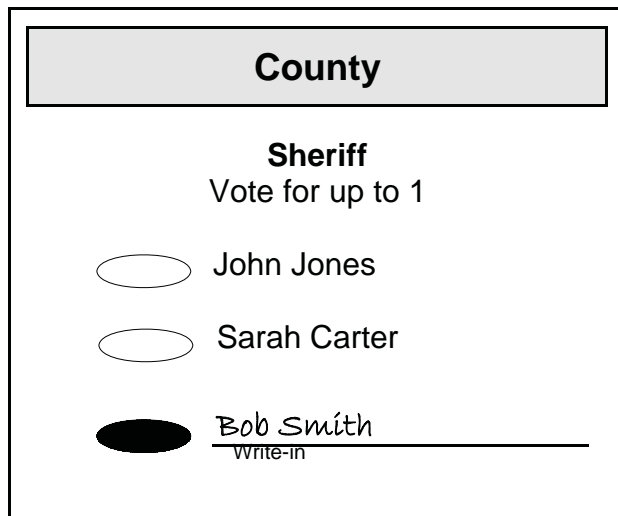 County
Sheriff
Vote for up to 1
John Jones
Sarah Carter
Bob Smith
Write-in